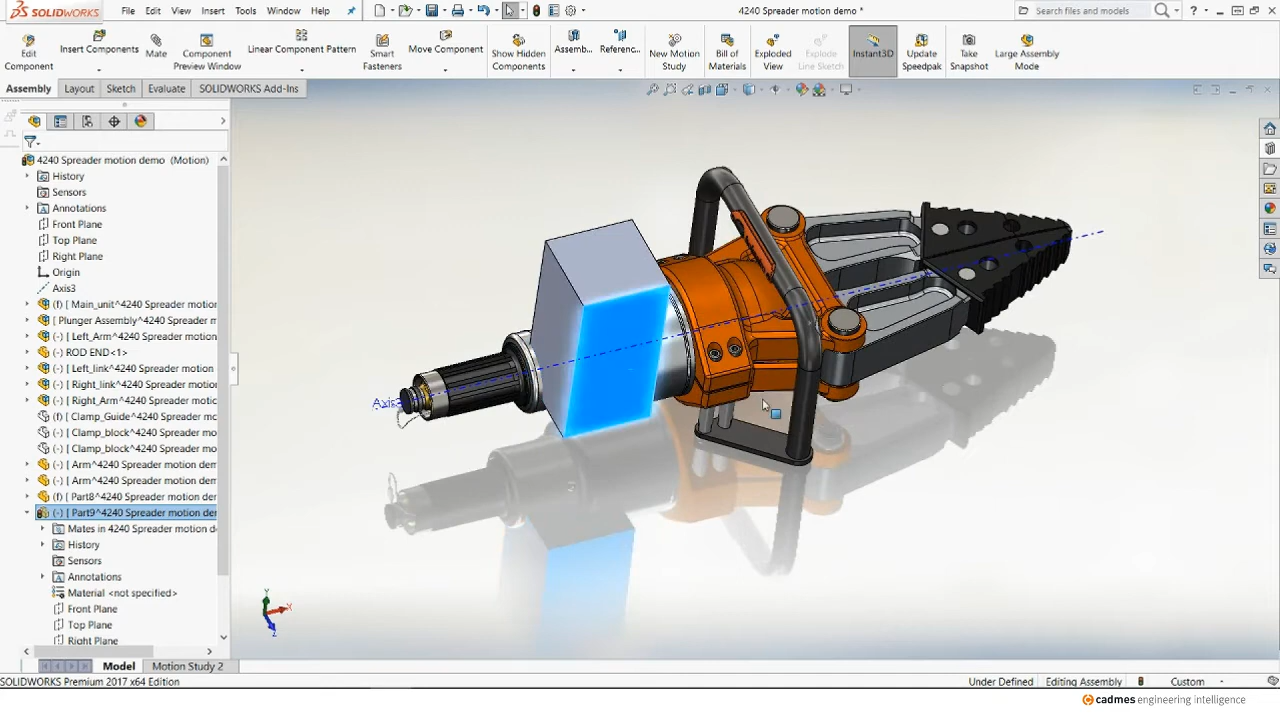 SOLIDWORKS File Edit View Insert Tools Window Help 4240 Spreader motion demo * Search files and models ?
Edit Component Insert Components Mate Component Preview Window Linear Component Pattern Smart Fasteners Move Component Show Hidden Components Assemb... Referenc... New Motion Study Bill of Materials Exploded View Explode Line Sketch Instant3D Update Speedpak Take Snapshot Large Assembly Mode
Assembly Layout Sketch Evaluate SOLIDWORKS Add-Ins
4240 Spreader motion demo (Motion)
History
Sensors
Annotations
Front Plane
Top Plane
Right Plane
Origin
Axis3
(f) [ Main_unit^4240 Spreader motion
[ Plunger Assembly^4240 Spreader
(-) [ Left_Arm^4240 Spreader motion
(-) ROD END<1>
(-) [ Left_link^4240 Spreader motion
(-) [ Right_link^4240 Spreader motio
(-) [ Right_Arm^4240 Spreader motio
(f) [ Clamp_Guide^4240 Spreader m
(-) [ Clamp_block^4240 Spreader m
(-) [ Clamp_block^4240 Spreader m
(-) [ Arm^4240 Spreader motion dem
(-) [ Arm^4240 Spreader motion dem
(f) [ Part8^4240 Spreader motion der
(-) [ Part9^4240 Spreader motion der
Mates in 4240 Spreader motion d
History
Sensors
Annotations
Material <not specified>
Front Plane
Top Plane
Right Plane
Axis3
Y
X
Z
Model Motion Study 2
SOLIDWORKS Premium 2017 x64 Edition Under Defined Editing Assembly Custom
cadmes engineering intelligence